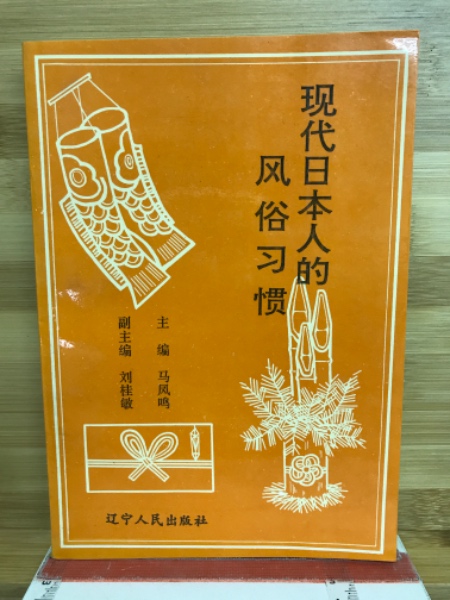 现代日本人的
风俗习惯
主编 马凤鸣
副主编 刘桂敏
辽宁人民出版社